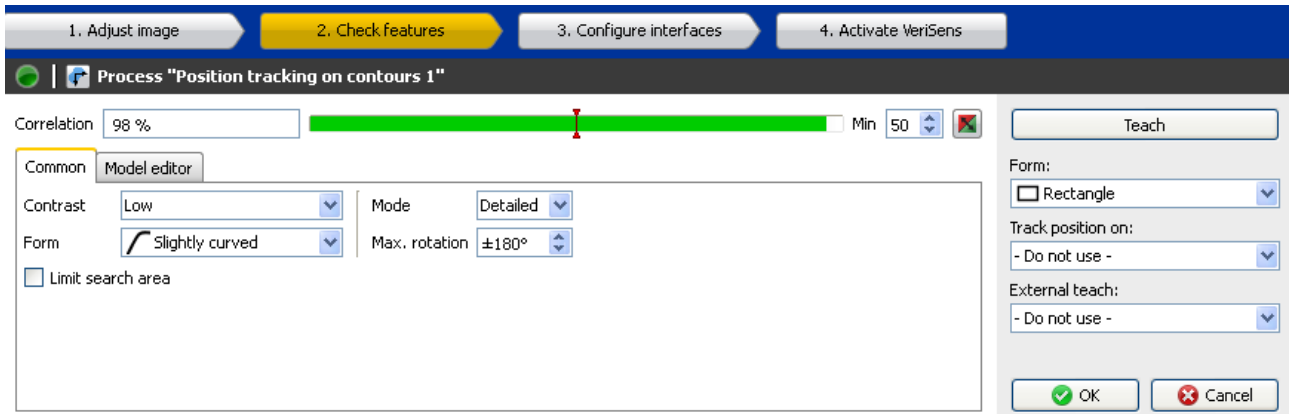 1. Adjust image 2. Check features 3. Configure interfaces 4. Activate VeriSens
Process "Position tracking on contours 1"
Correlation 98 % Min 50 Teach
Common Model editor Form:
Contrast Low Mode Detailed Rectangle
Form Slightly curved Max. rotation ±180° Track position on:
- Do not use -
Limit search area
External teach:
- Do not use -
OK Cancel